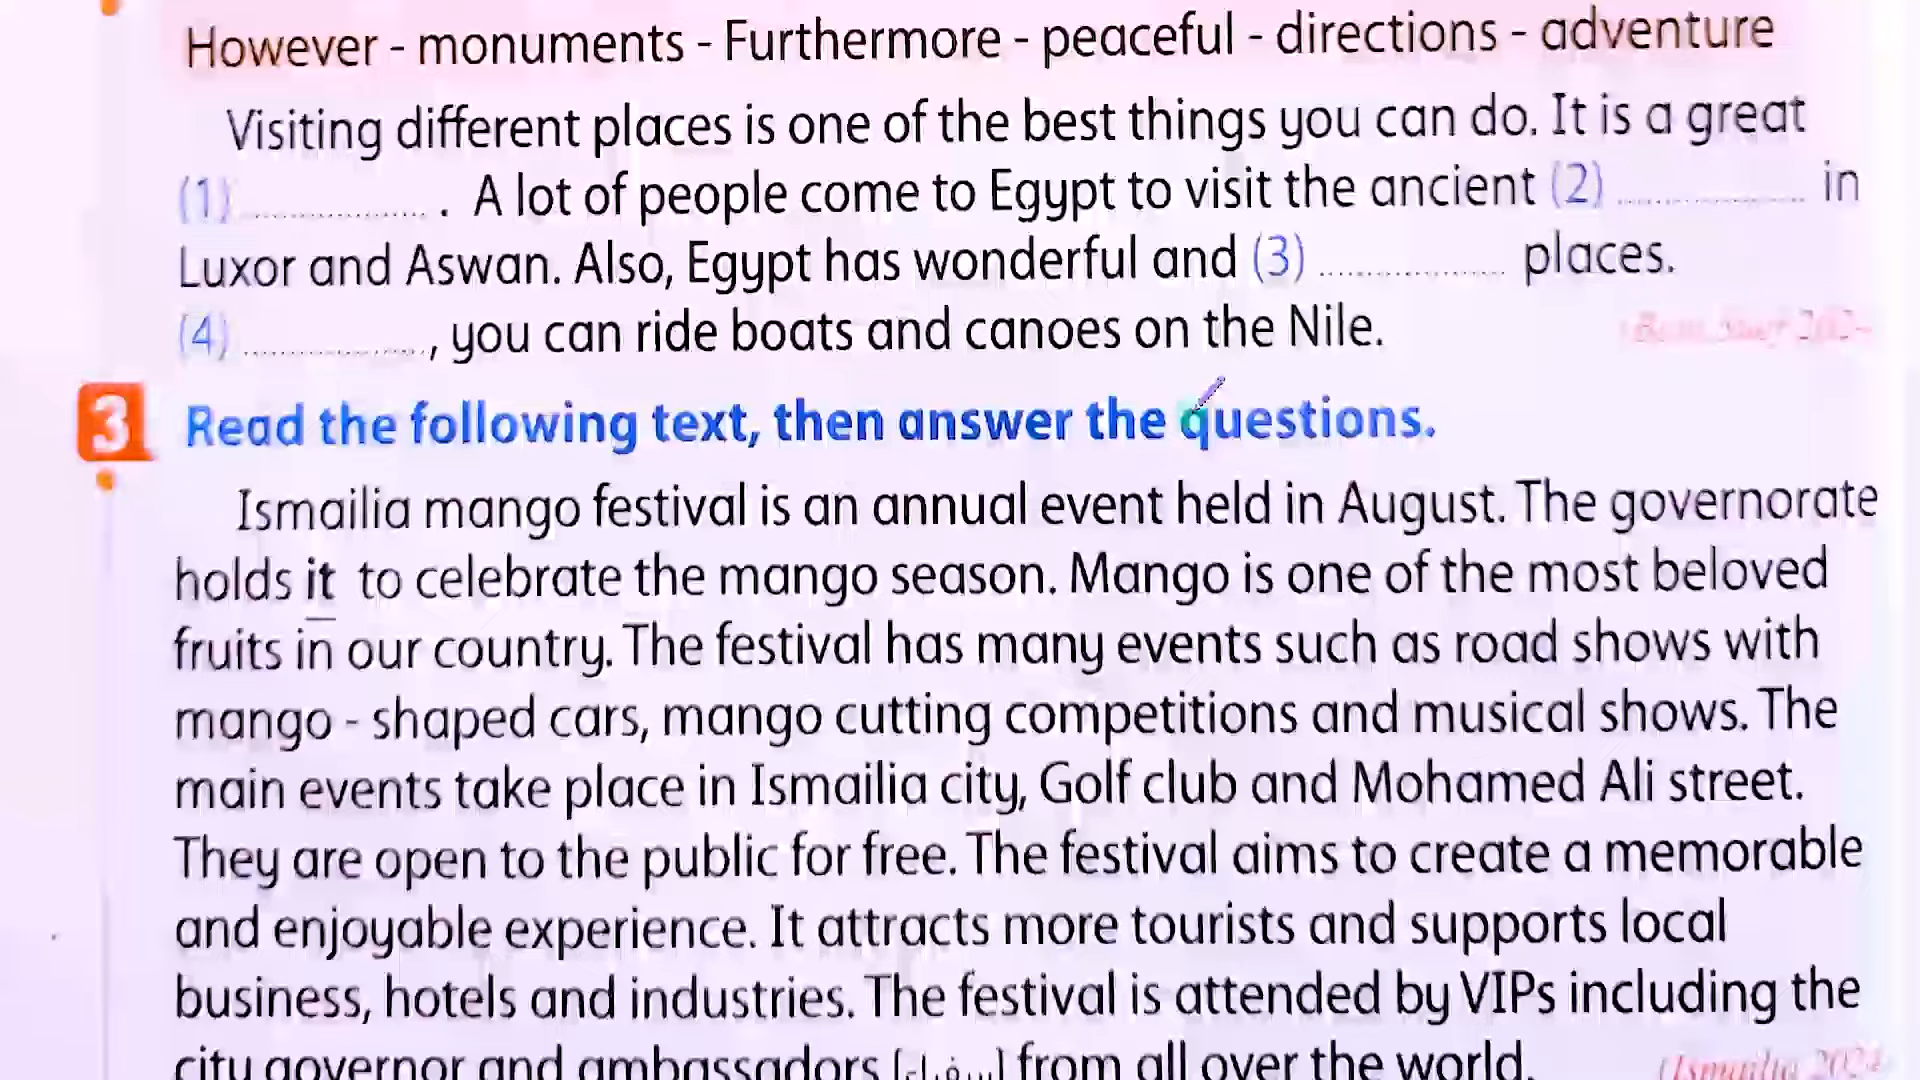 However - monuments - Furthermore - peaceful - directions - adventure
Visiting different places is one of the best things you can do. It is a great
(1) .................. . A lot of people come to Egypt to visit the ancient (2) .................. in
Luxor and Aswan. Also, Egypt has wonderful and (3) .................. places.
(4) .................., you can ride boats and canoes on the Nile.
3 Read the following text, then answer the questions.
Ismailia mango festival is an annual event held in August. The governorate
holds it to celebrate the mango season. Mango is one of the most beloved
fruits in our country. The festival has many events such as road shows with
mango - shaped cars, mango cutting competitions and musical shows. The
main events take place in Ismailia city, Golf club and Mohamed Ali street.
They are open to the public for free. The festival aims to create a memorable
and enjoyable experience. It attracts more tourists and supports local
business, hotels and industries. The festival is attended by VIPs including the
city governor and ambassadors [سفراء] from all over the world. (Ismailia 2024